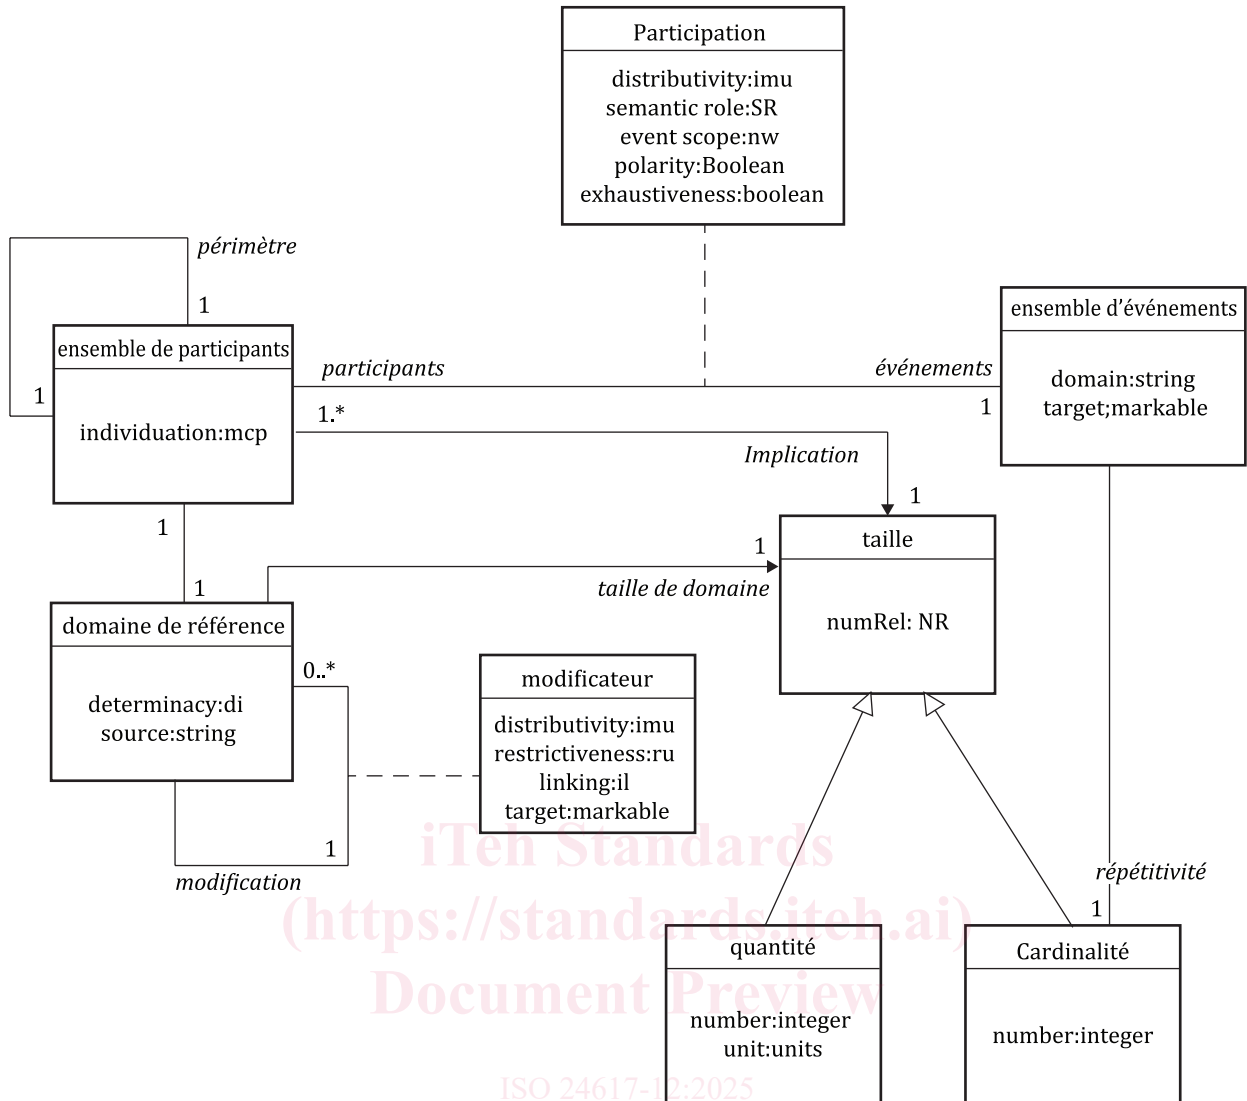 Participation
distributivity:imu
semantic role:SR
event scope:nw
polarity:Boolean
exhaustiveness:boolean
périmètre
1
1
ensemble de participants
individuation:mcp
participants
1.*
événements
1
ensemble d’événements
domain:string
target;markable
Implication
1
taille
numRel: NR
1
1
1
taille de domaine
domaine de référence
determinacy:di
source:string
0..*
modificateur
distributivity:imu
restrictiveness:ru
linking:il
target:markable
1
modification
répétitivité
1
quantité
number:integer
unit:units
Cardinalité
number:integer
iTeh Standards
(https://standards.iteh.ai)
Document Preview
ISO 24617-12:2025